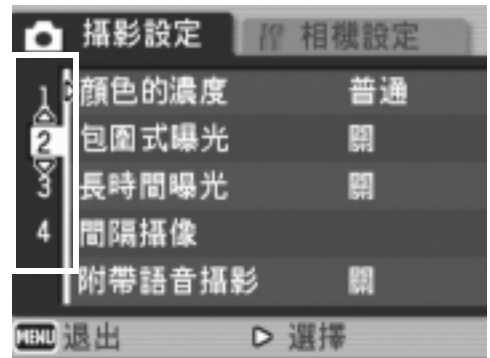 攝影設定 相機設定
1 顏色的濃度 普通
2 包圍式曝光 關
3 長時間曝光 關
4 間隔攝像
附帶語音攝影 關
MENU 退出 選擇